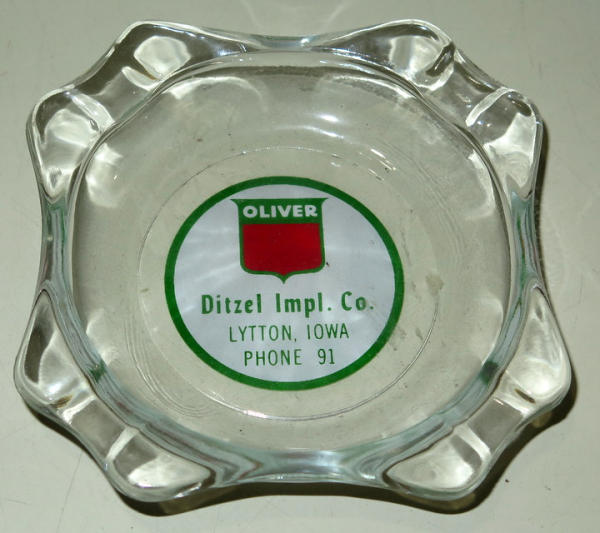 OLIVER
Ditzel Impl. Co.
LYTTON, IOWA
PHONE 91